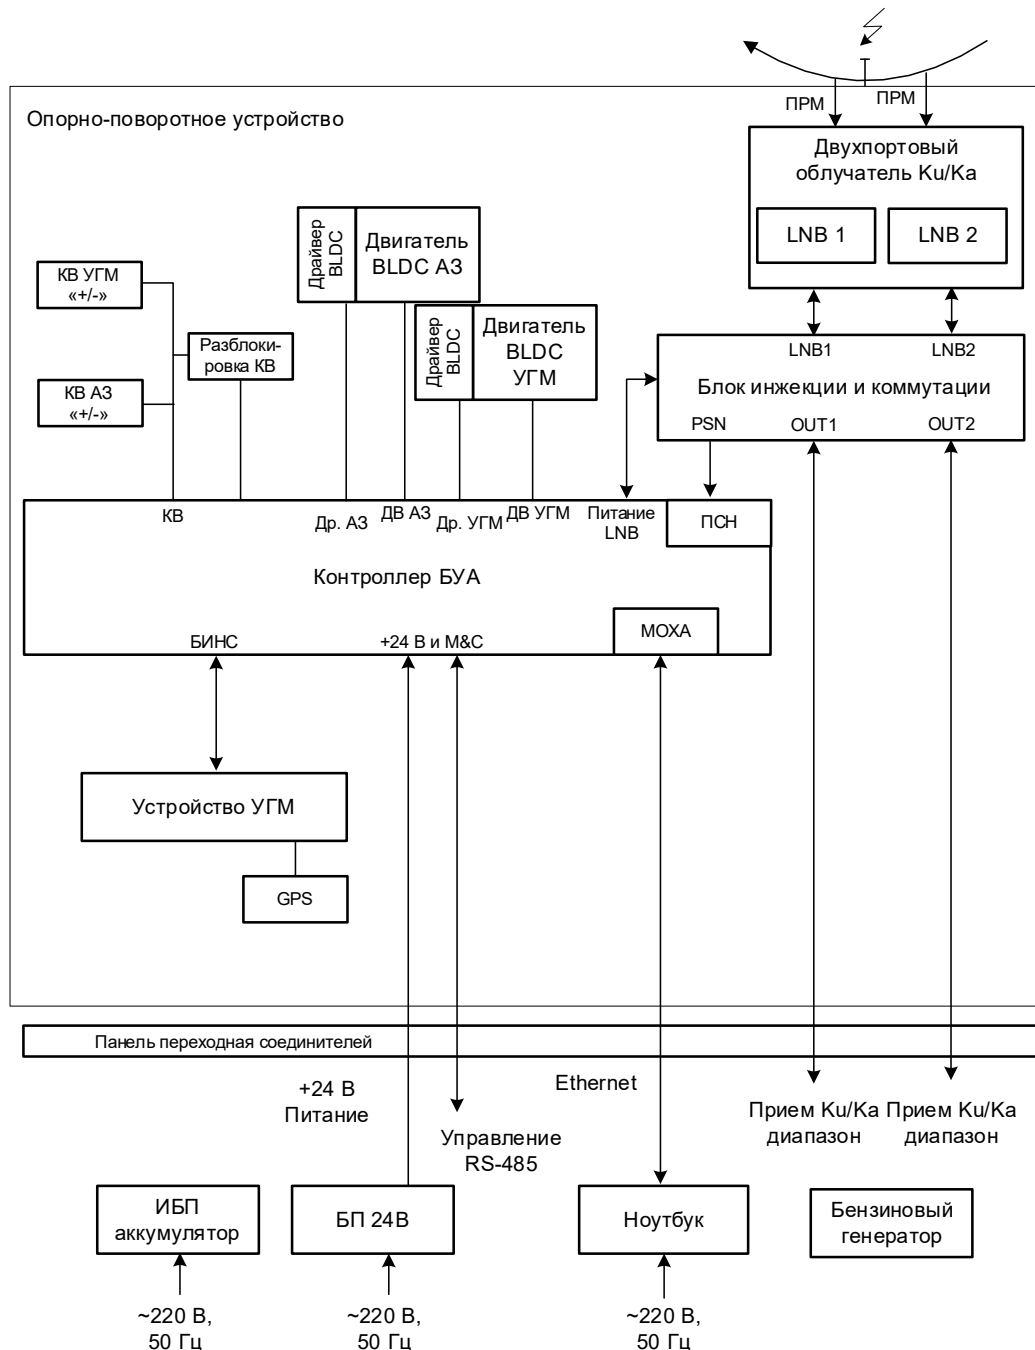 ПРМ
ПРМ
Опорно-поворотное устройство
Двухпортовый
облучатель Ku/Ka
LNB 1
LNB 2
Драйвер
BLDC
Двигатель
BLDC АЗ
КВ УГМ
«+/-»
Драйвер
BLDC
Двигатель
BLDC
УГМ
Разблоки-
ровка КВ
КВ АЗ
«+/-»
LNB1
LNB2
Блок инжекции и коммутации
PSN
OUT1
OUT2
КВ
Др. АЗ
ДВ АЗ
Др. УГМ
ДВ УГМ
Питание
LNB
ПСН
Контроллер БУА
МОХА
БИНС
+24 В и М&С
Устройство УГМ
GPS
Панель переходная соединителей
+24 В
Питание
Ethernet
Управление
RS-485
Прием Ku/Ka
диапазон
Прием Ku/Ka
диапазон
ИБП
аккумулятор
БП 24В
Ноутбук
Бензиновый
генератор
~220 В,
50 Гц
~220 В,
50 Гц
~220 В,
50 Гц